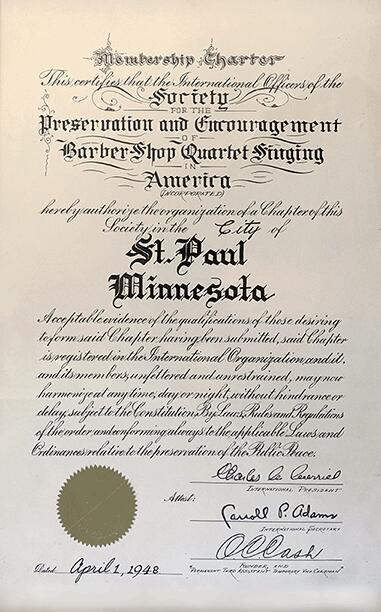 Membership Charter
This certifies that the International Officers of the
Society
FOR THE
Preservation and Encouragement
OF
Barber Shop Quartet Singing
IN
America
(INCORPORATED)
hereby authorize the organization of a Chapter of this
Society in the City of
St. Paul
Minnesota
Acceptable evidence of the qualifications of those desiring
to form said Chapter having been submitted, said Chapter
is registered in the International Organization and it,
and its members, unfettered and unrestrained, may now
harmonize at any time, day or night, without hindrance or
delay, subject to the Constitution, By Laws, Rules and Regulations
of the order and conforming always to the applicable Laws and
Ordinances relative to the preservation of the Public Peace.
Charles C. Merrill
INTERNATIONAL PRESIDENT
Attest:
Carroll P. Adams
INTERNATIONAL SECRETARY
O.C. Cash
FOUNDER, AND
"PERMANENT THIRD ASSISTANT TEMPORARY VICE CHAIRMAN"
Dated April 1, 1948